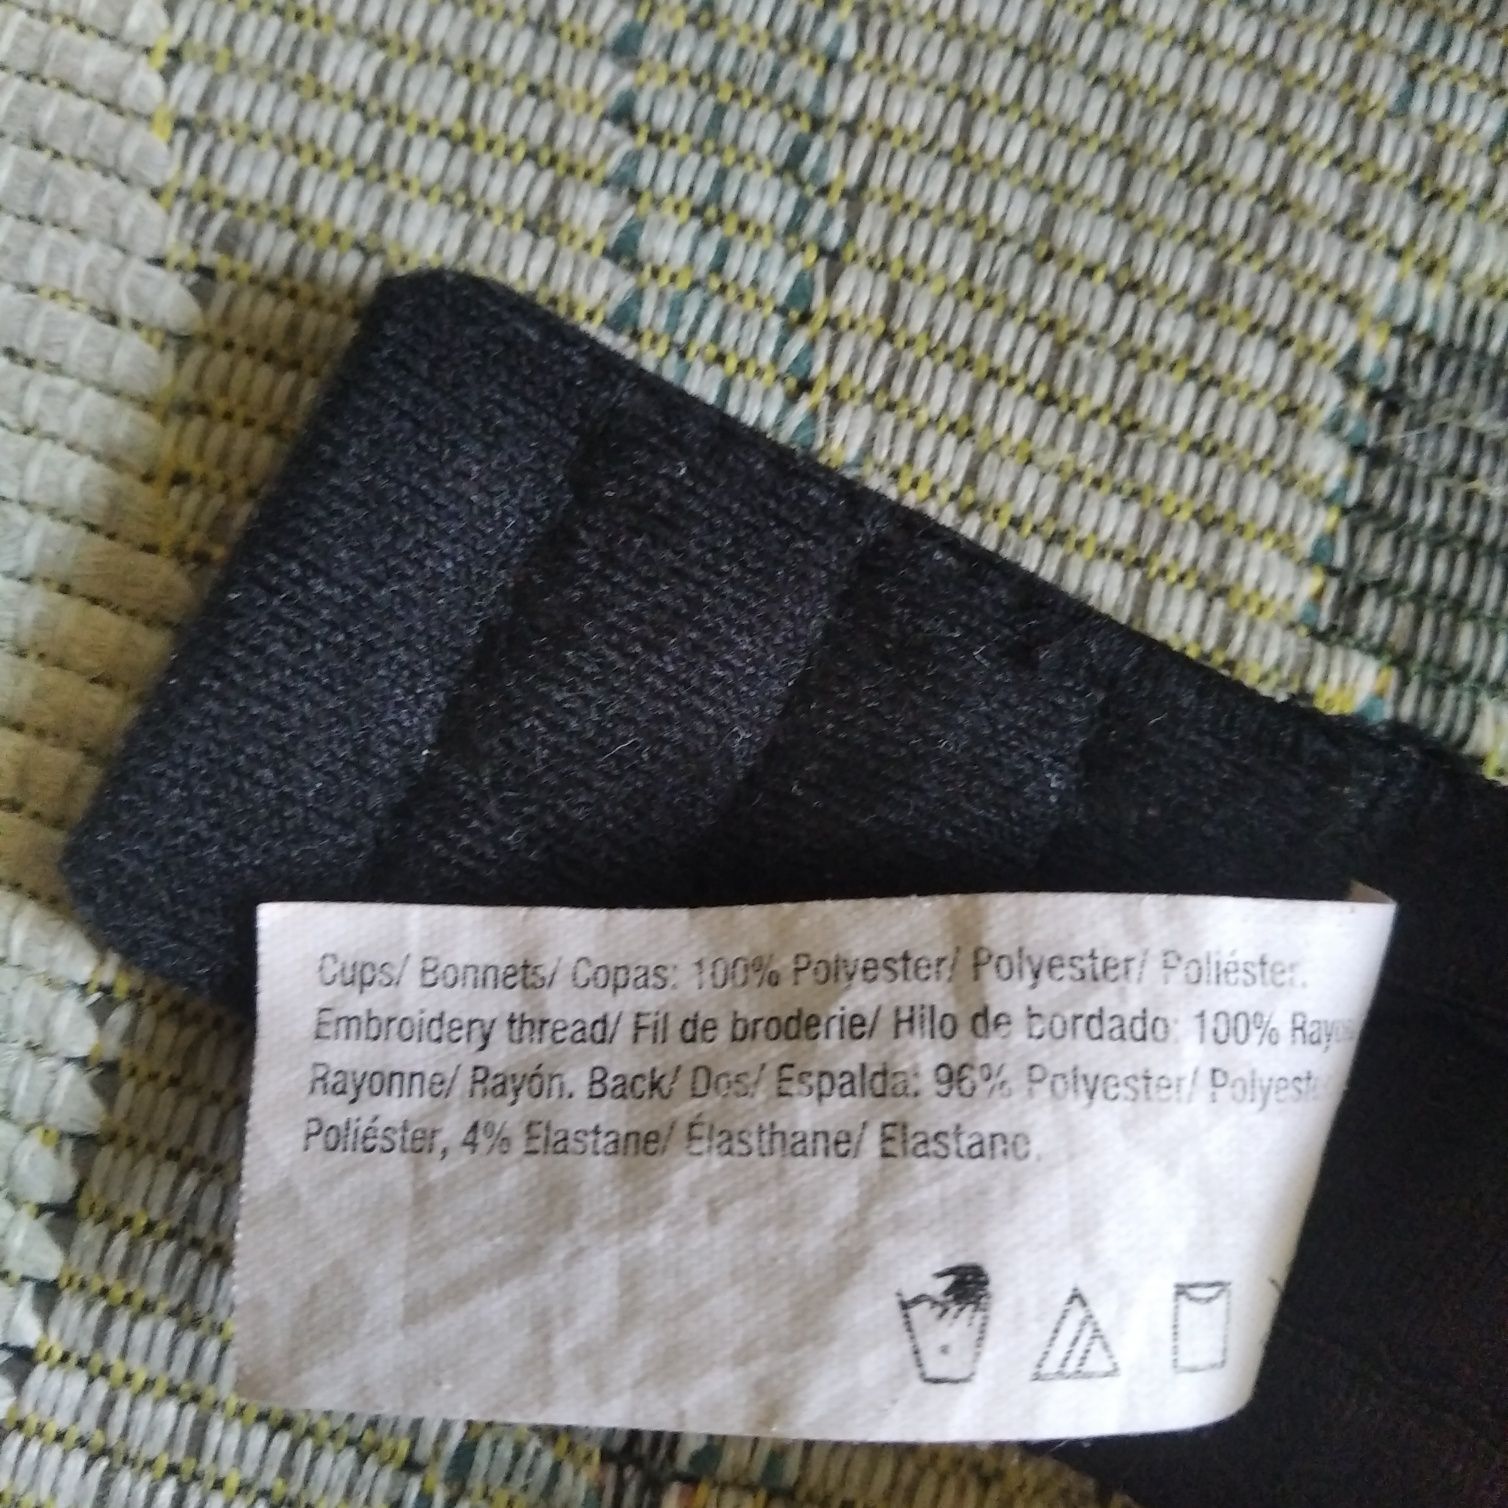 Cups/ Bonnets/ Copas: 100% Polyester/ Polyester/ Poliéster.
Embroidery thread/ Fil de broderie/ Hilo de bordado: 100%
Rayonne/ Rayón. Back/ Dos/ Espalda: 96% Polyester/
Poliéster, 4% Elastane/ Élasthane/ Elastano.